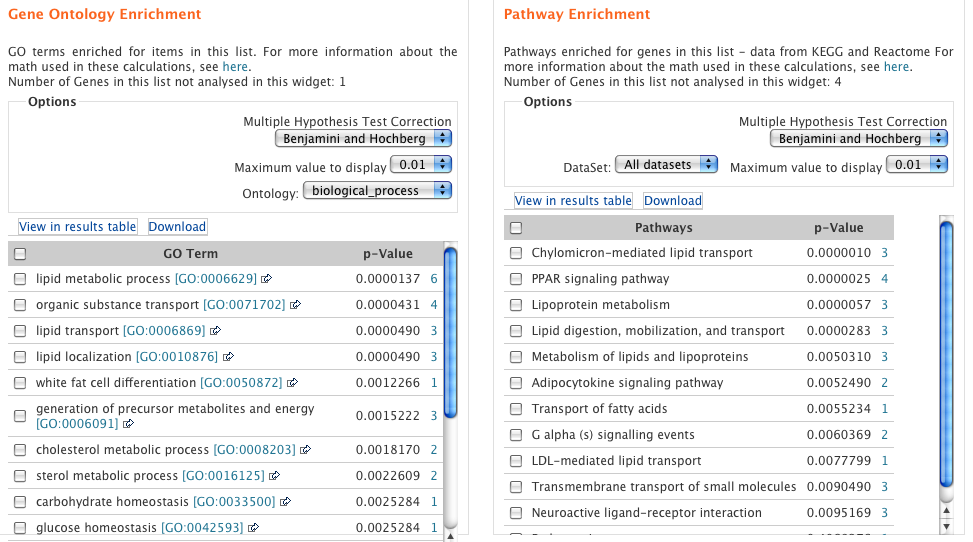 Gene Ontology Enrichment
GO terms enriched for items in this list. For more information about the
math used in these calculations, see here.
Number of Genes in this list not analysed in this widget: 1
Options
Multiple Hypothesis Test Correction
Benjamini and Hochberg
Maximum value to display 0.01
Ontology: biological_process
View in results table Download
GO Term p-Value
lipid metabolic process [GO:0006629] 0.0000137 6
organic substance transport [GO:0071702] 0.0000431 4
lipid transport [GO:0006869] 0.0000490 3
lipid localization [GO:0010876] 0.0000490 3
white fat cell differentiation [GO:0050872] 0.0012266 1
generation of precursor metabolites and energy
[GO:0006091] 0.0015222 3
cholesterol metabolic process [GO:0008203] 0.0018170 2
sterol metabolic process [GO:0016125] 0.0022609 2
carbohydrate homeostasis [GO:0033500] 0.0025284 1
glucose homeostasis [GO:0042593] 0.0025284 1
Pathway Enrichment
Pathways enriched for genes in this list - data from KEGG and Reactome For
more information about the math used in these calculations, see here.
Number of Genes in this list not analysed in this widget: 4
Options
Multiple Hypothesis Test Correction
Benjamini and Hochberg
DataSet: All datasets Maximum value to display 0.01
View in results table Download
Pathways p-Value
Chylomicron-mediated lipid transport 0.0000010 3
PPAR signaling pathway 0.0000025 4
Lipoprotein metabolism 0.0000057 3
Lipid digestion, mobilization, and transport 0.0000283 3
Metabolism of lipids and lipoproteins 0.0050310 3
Adipocytokine signaling pathway 0.0052490 2
Transport of fatty acids 0.0055234 1
G alpha (s) signalling events 0.0060369 2
LDL-mediated lipid transport 0.0077799 1
Transmembrane transport of small molecules 0.0090490 3
Neuroactive ligand-receptor interaction 0.0095169 3